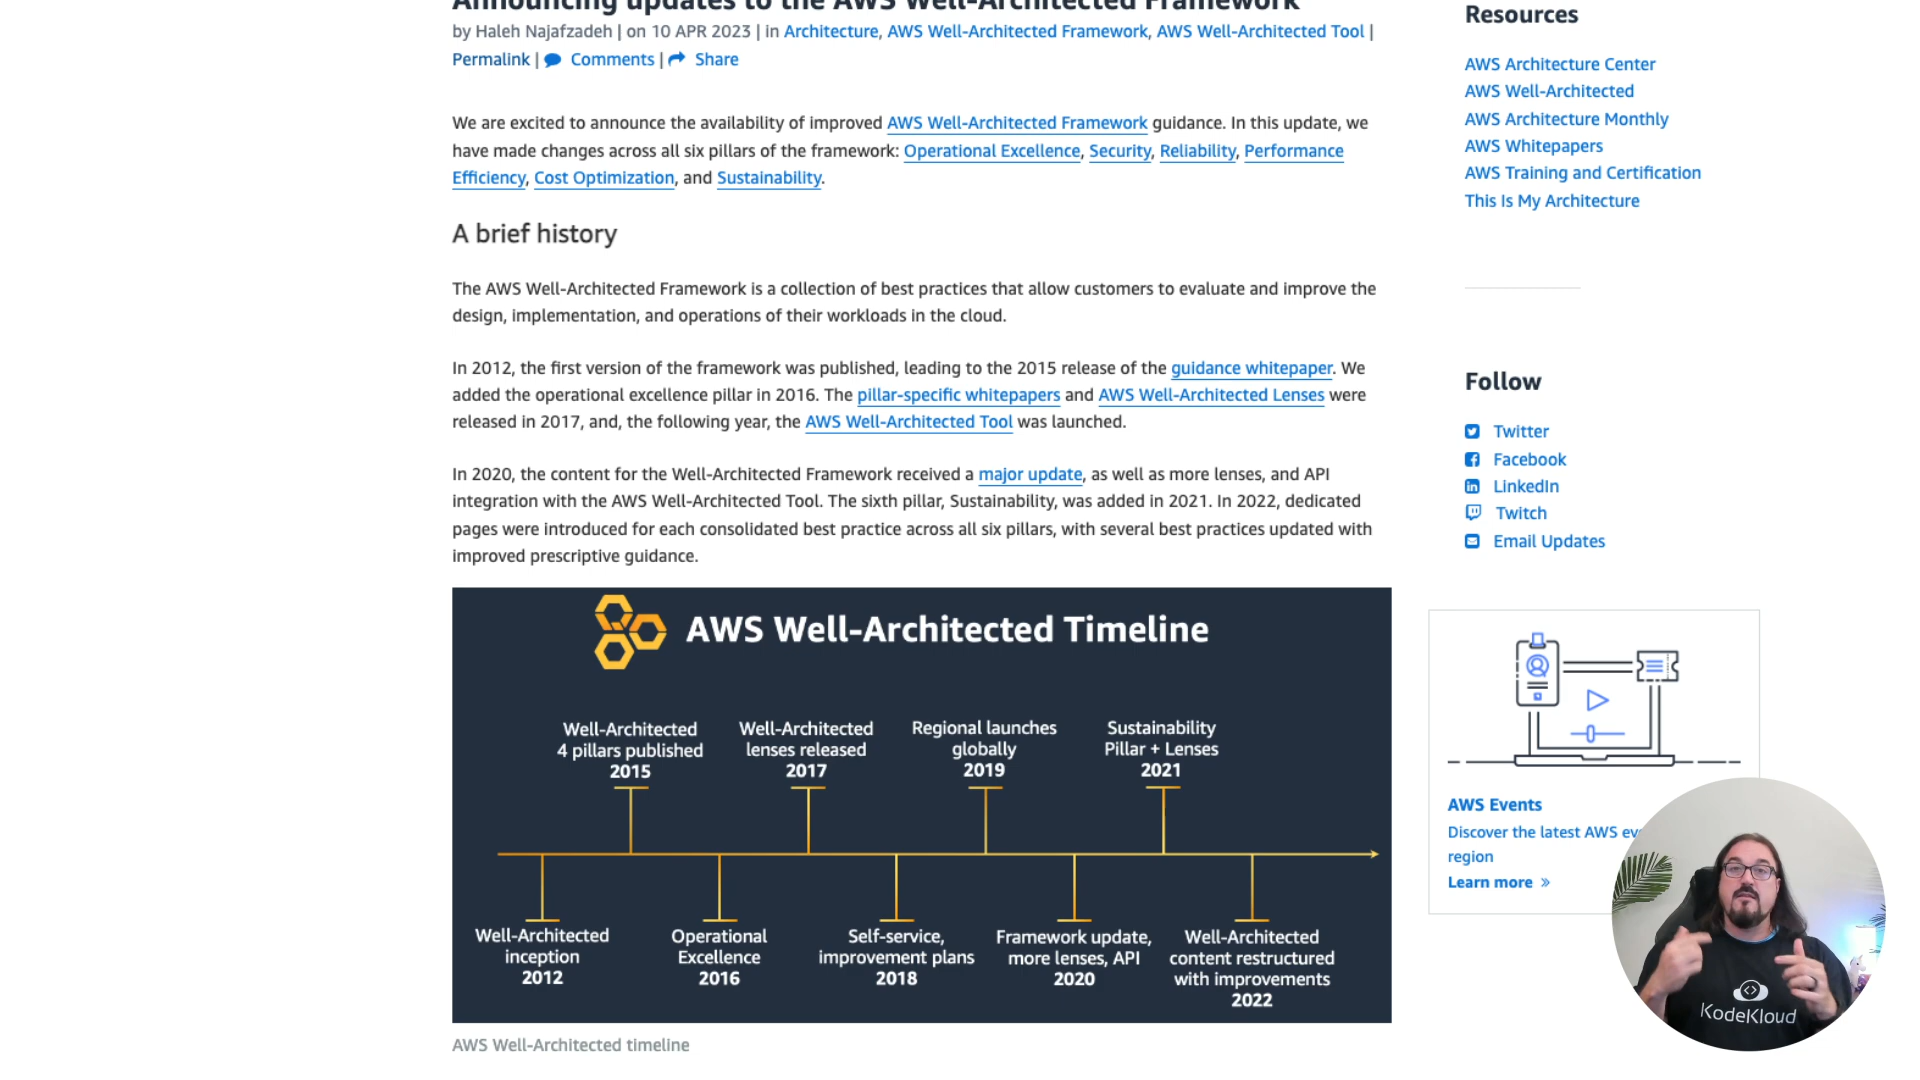 Announcing updates to the AWS Well-Architected Framework
by Haleh Najafzadeh | on 10 APR 2023 | in Architecture, AWS Well-Architected Framework, AWS Well-Architected Tool |
Permalink | Comments | Share
We are excited to announce the availability of improved AWS Well-Architected Framework guidance. In this update, we
have made changes across all six pillars of the framework: Operational Excellence, Security, Reliability, Performance
Efficiency, Cost Optimization, and Sustainability.
A brief history
The AWS Well-Architected Framework is a collection of best practices that allow customers to evaluate and improve the
design, implementation, and operations of their workloads in the cloud.
In 2012, the first version of the framework was published, leading to the 2015 release of the guidance whitepaper. We
added the operational excellence pillar in 2016. The pillar-specific whitepapers and AWS Well-Architected Lenses were
released in 2017, and, the following year, the AWS Well-Architected Tool was launched.
In 2020, the content for the Well-Architected Framework received a major update, as well as more lenses, and API
integration with the AWS Well-Architected Tool. The sixth pillar, Sustainability, was added in 2021. In 2022, dedicated
pages were introduced for each consolidated best practice across all six pillars, with several best practices updated with
improved prescriptive guidance.
AWS Well-Architected Timeline
Well-Architected
4 pillars published
2015
Well-Architected
lenses released
2017
Regional launches
globally
2019
Sustainability
Pillar + Lenses
2021
Well-Architected
inception
2012
Operational
Excellence
2016
Self-service,
improvement plans
2018
Framework update,
more lenses, API
2020
Well-Architected
content restructured
with improvements
2022
AWS Well-Architected timeline
Resources
AWS Architecture Center
AWS Well-Architected
AWS Architecture Monthly
AWS Whitepapers
AWS Training and Certification
This Is My Architecture
Follow
Twitter
Facebook
LinkedIn
Twitch
Email Updates
AWS Events
Discover the latest AWS
region
Learn more »
KodeKloud